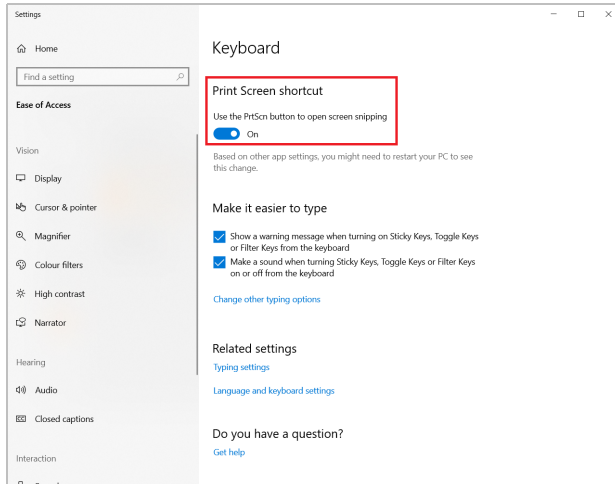 Settings
Home
Find a setting
Ease of Access
Vision
Display
Cursor & pointer
Magnifier
Colour filters
High contrast
Narrator
Hearing
Audio
Closed captions
Interaction
Keyboard
Print Screen shortcut
Use the PrtScn button to open screen snipping
On
Based on other app settings, you might need to restart your PC to see
this change.
Make it easier to type
Show a warning message when turning on Sticky Keys, Toggle Keys
or Filter Keys from the keyboard
Make a sound when turning Sticky Keys, Toggle Keys or Filter Keys
on or off from the keyboard
Change other typing options
Related settings
Typing settings
Language and keyboard settings
Do you have a question?
Get help